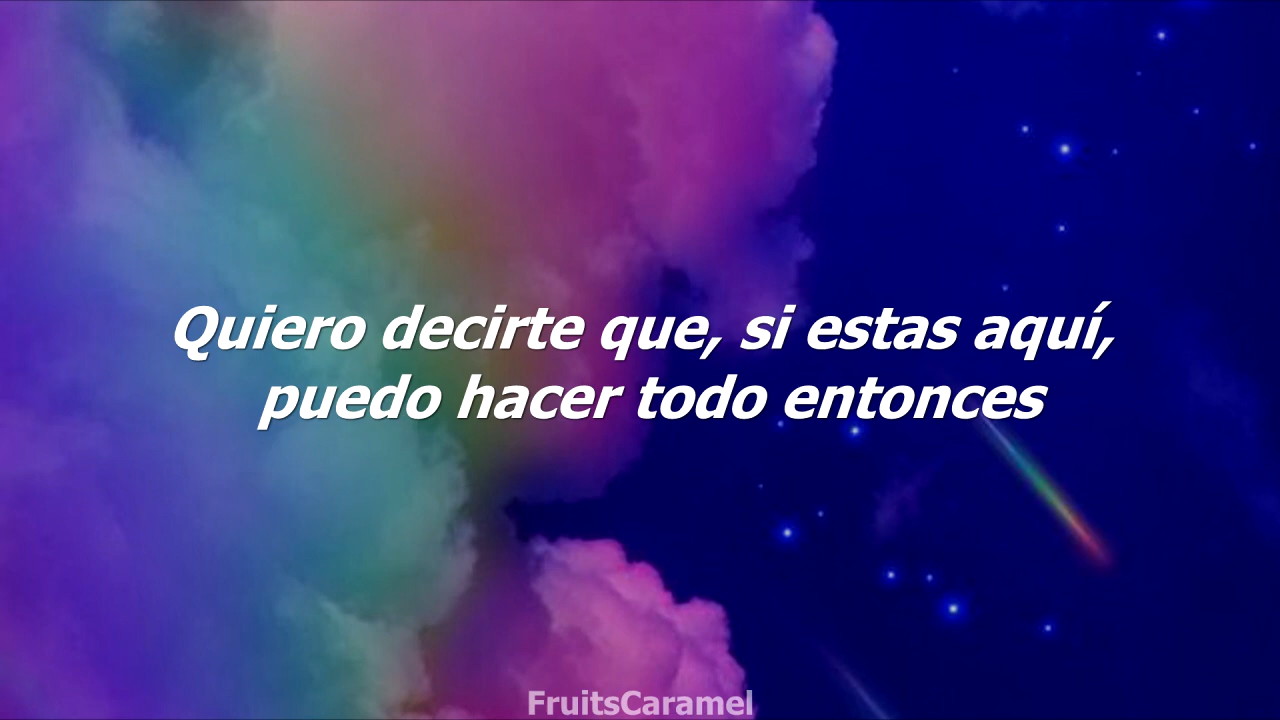 Quiero decirte que, si estas aquí,
puedo hacer todo entonces
FruitsCaramel